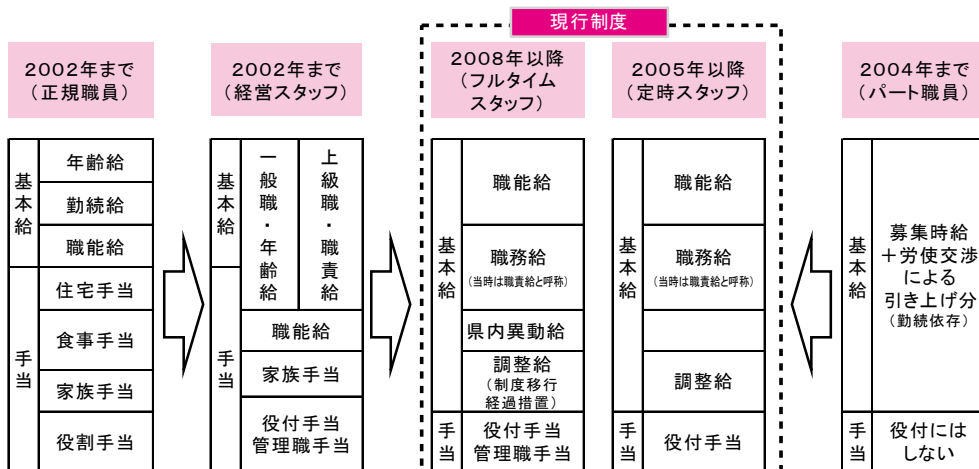 現行制度
2002年まで
（正規職員）
2002年まで
（経営スタッフ）
2008年以降
（フルタイム
スタッフ）
2005年以降
（定時スタッフ）
2004年まで
（パート職員）
基本給
年齢給
勤続給
職能給
手当
住宅手当
食事手当
家族手当
役割手当
基本給
一般職・年齢給
上級職・職責給
職能給
手当
家族手当
役付手当
管理職手当
基本給
職能給
職務給
（当時は職責給と呼称）
県内異動給
調整給
（制度移行
経過措置）
手当
役付手当
管理職手当
基本給
職能給
職務給
（当時は職責給と呼称）
調整給
手当
役付手当
基本給
募集時給
＋労使交渉
による
引き上げ分
（勤続依存）
手当
役付には
しない